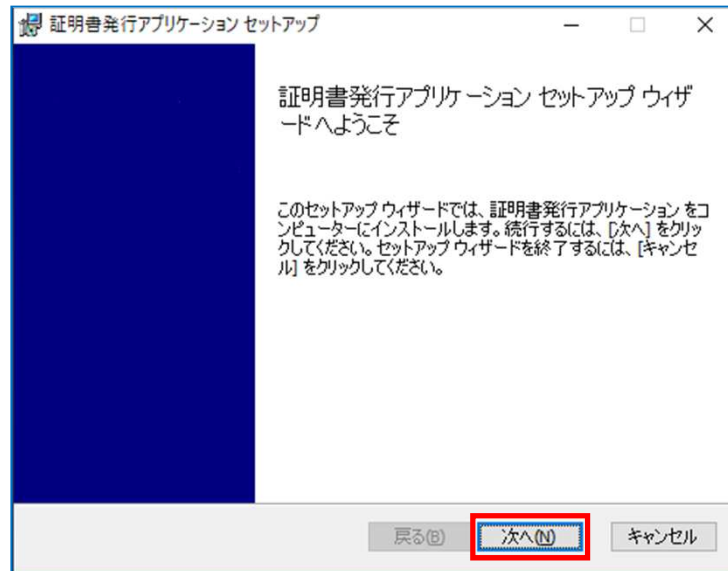 証明書発行アプリケーション セットアップ
証明書発行アプリケーション セットアップ ウィザ
ードへようこそ
このセットアップ ウィザードでは、証明書発行アプリケーション をコ
ンピューターにインストールします。続行するには、[次へ] をクリッ
クしてください。セットアップ ウィザードを終了するには、[キャンセ
ル] をクリックしてください。
戻る(B) 次へ(N) キャンセル